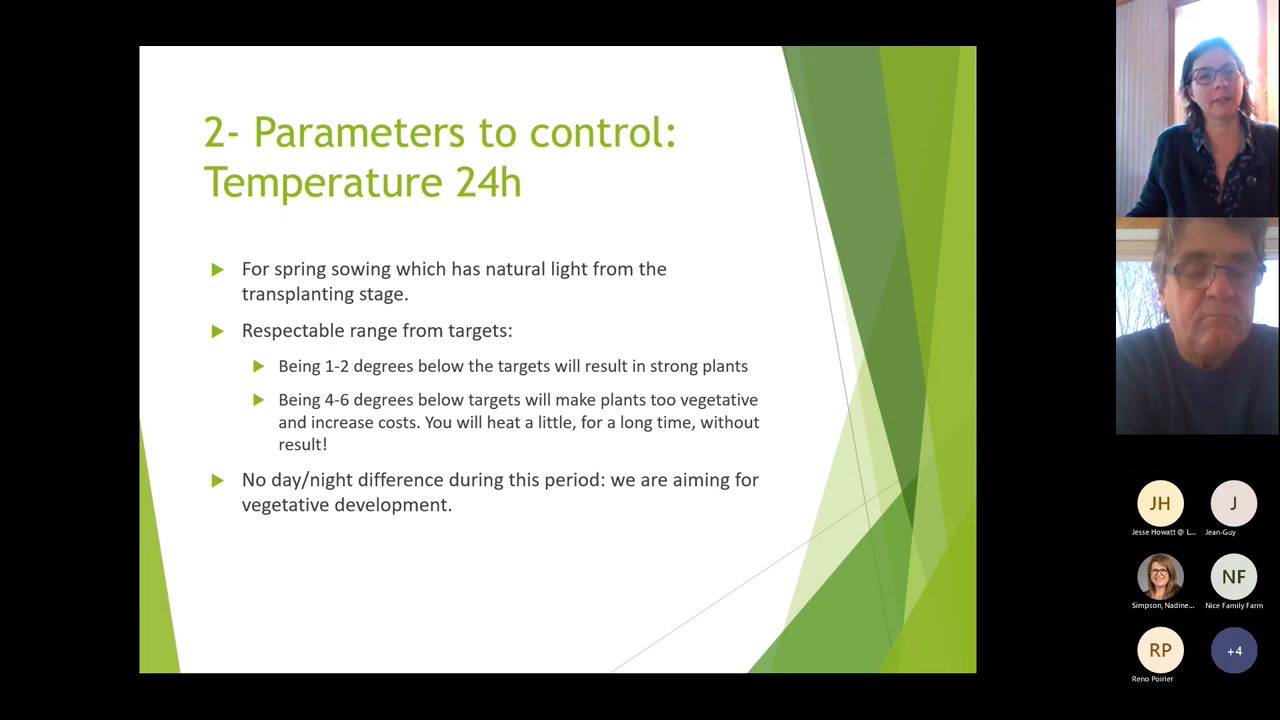 2- Parameters to control:
Temperature 24h
For spring sowing which has natural light from the
transplanting stage.
Respectable range from targets:
Being 1-2 degrees below the targets will result in strong plants
Being 4-6 degrees below targets will make plants too vegetative
and increase costs. You will heat a little, for a long time, without
result!
No day/night difference during this period: we are aiming for
vegetative development.
JH
J
Jesse Howatt @ L...
Jean-Guy
NF
Simpson, Nadine...
Nice Family Farm
RP
+4
Reno Poirier